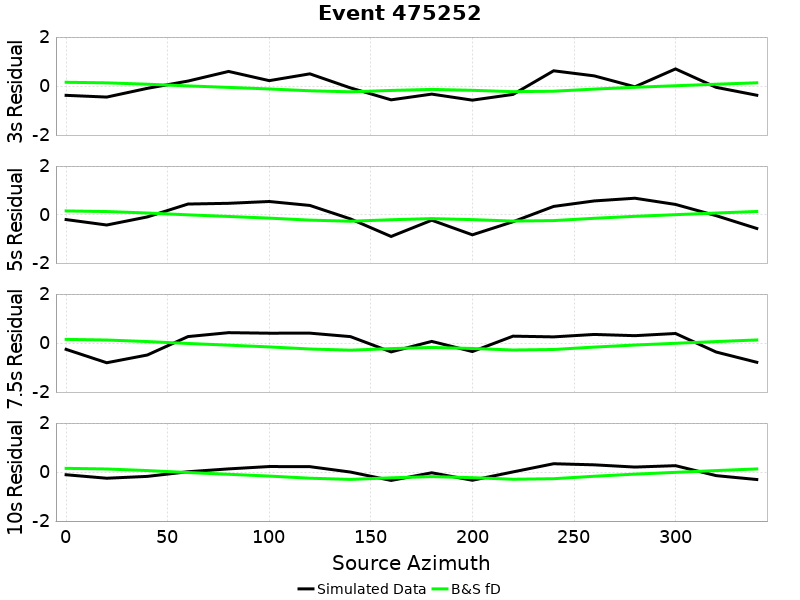 Event 475252
3s Residual
2
0
-2
5s Residual
2
0
-2
7.5s Residual
2
0
-2
10s Residual
2
0
-2
0 50 100 150 200 250 300
Source Azimuth
Simulated Data B&S fD